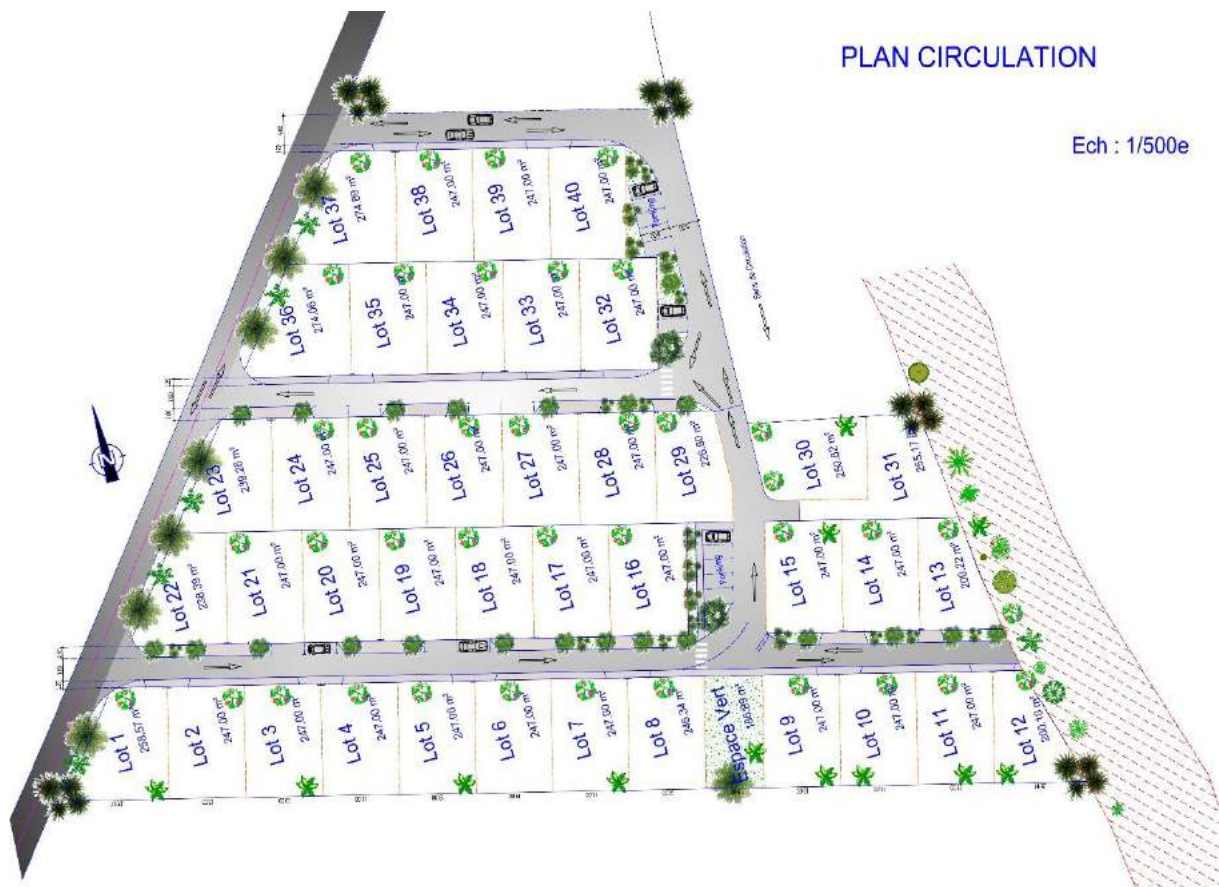 PLAN CIRCULATION
Ech : 1/500e
Lot 37
274.89 m²
Lot 38
247.00 m²
Lot 39
247.00 m²
Lot 40
247.00 m²
Parking
Lot 36
274.06 m²
Lot 35
247.00 m²
Lot 34
247.00 m²
Lot 33
247.00 m²
Lot 32
247.00 m²
Sens de Circulation
N
Lot 23
239.26 m²
Lot 24
247.00 m²
Lot 25
247.00 m²
Lot 26
247.00 m²
Lot 27
247.00 m²
Lot 28
247.00 m²
Lot 29
Lot 30
250.62 m²
Lot 31
Lot 22
238.39 m²
Lot 21
247.00 m²
Lot 20
247.00 m²
Lot 19
247.00 m²
Lot 18
247.00 m²
Lot 17
247.00 m²
Lot 16
247.00 m²
Parking
Lot 15
247.00 m²
Lot 14
247.00 m²
Lot 13
200.22 m²
Lot 1
258.57 m²
Lot 2
247.00 m²
Lot 3
247.00 m²
Lot 4
247.00 m²
Lot 5
247.00 m²
Lot 6
247.00 m²
Lot 7
247.00 m²
Lot 8
246.34 m²
Espace Vert
Lot 9
247.00 m²
Lot 10
247.00 m²
Lot 11
247.00 m²
Lot 12
200.10 m²